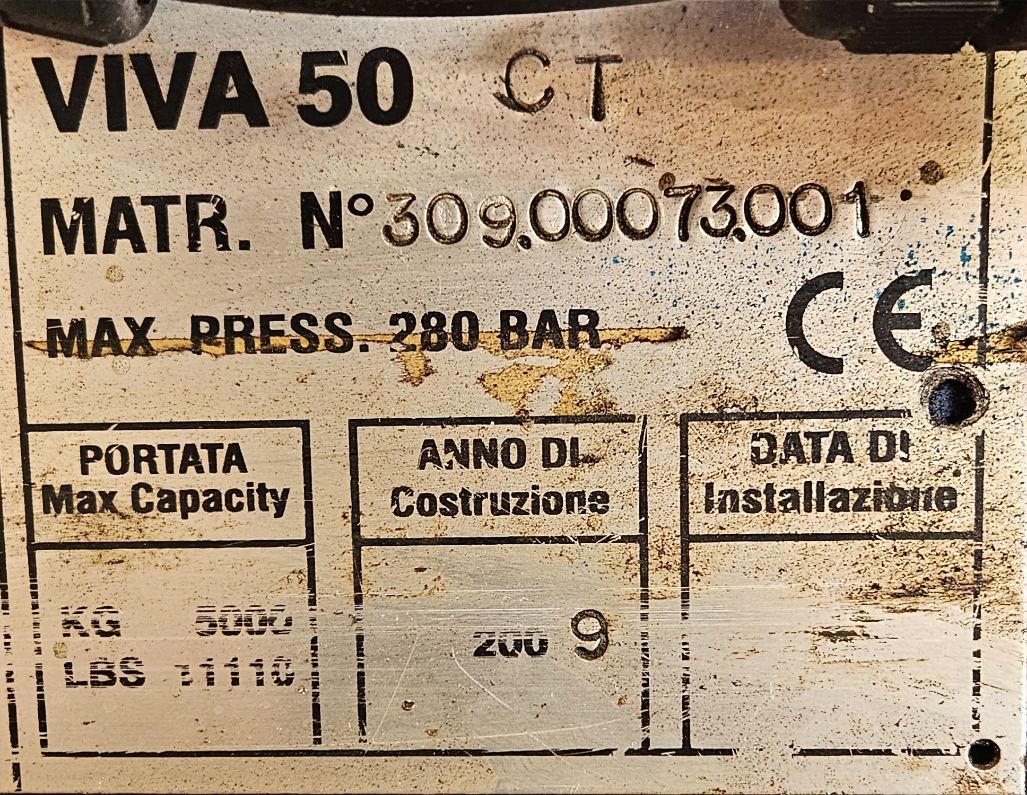 VIVA 50 CT
MATR. N° 309.00073.001
MAX PRESS. 280 BAR
CE
PORTATA
Max Capacity
ANNO DI
Costruzione
DATA DI
Installazione
KG 5000
LBS 11110
2009